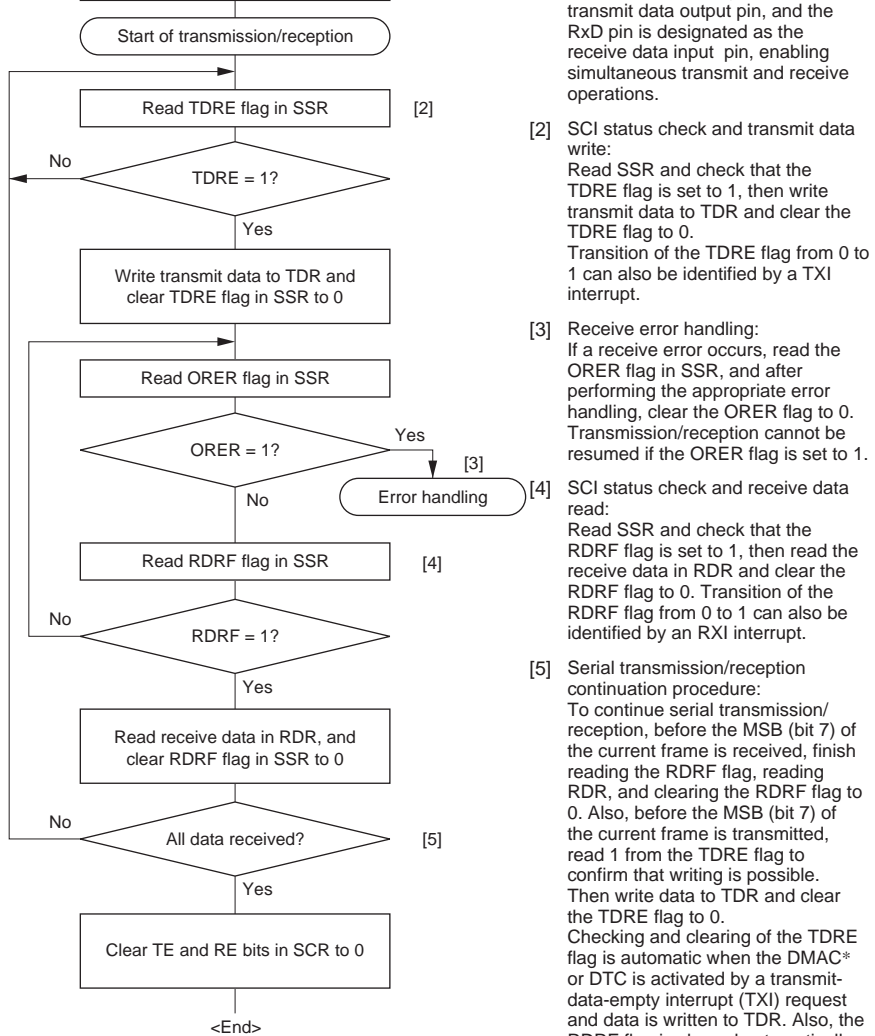 Start of transmission/reception
Read TDRE flag in SSR
[2]
No
TDRE = 1?
Yes
Write transmit data to TDR and
clear TDRE flag in SSR to 0
Read ORER flag in SSR
ORER = 1?
Yes
[3]
Error handling
No
Read RDRF flag in SSR
[4]
No
RDRF = 1?
Yes
Read receive data in RDR, and
clear RDRF flag in SSR to 0
No
All data received?
[5]
Yes
Clear TE and RE bits in SCR to 0
<End>
transmit data output pin, and the
RxD pin is designated as the
receive data input pin, enabling
simultaneous transmit and receive
operations.
[2] SCI status check and transmit data
write:
Read SSR and check that the
TDRE flag is set to 1, then write
transmit data to TDR and clear the
TDRE flag to 0.
Transition of the TDRE flag from 0 to
1 can also be identified by a TXI
interrupt.
[3] Receive error handling:
If a receive error occurs, read the
ORER flag in SSR, and after
performing the appropriate error
handling, clear the ORER flag to 0.
Transmission/reception cannot be
resumed if the ORER flag is set to 1.
[4] SCI status check and receive data
read:
Read SSR and check that the
RDRF flag is set to 1, then read the
receive data in RDR and clear the
RDRF flag to 0. Transition of the
RDRF flag from 0 to 1 can also be
identified by an RXI interrupt.
[5] Serial transmission/reception
continuation procedure:
To continue serial transmission/
reception, before the MSB (bit 7) of
the current frame is received, finish
reading the RDRF flag, reading
RDR, and clearing the RDRF flag to
0. Also, before the MSB (bit 7) of
the current frame is transmitted,
read 1 from the TDRE flag to
confirm that writing is possible.
Then write data to TDR and clear
the TDRE flag to 0.
Checking and clearing of the TDRE
flag is automatic when the DMAC*
or DTC is activated by a transmit-
data-empty interrupt (TXI) request
and data is written to TDR. Also, the